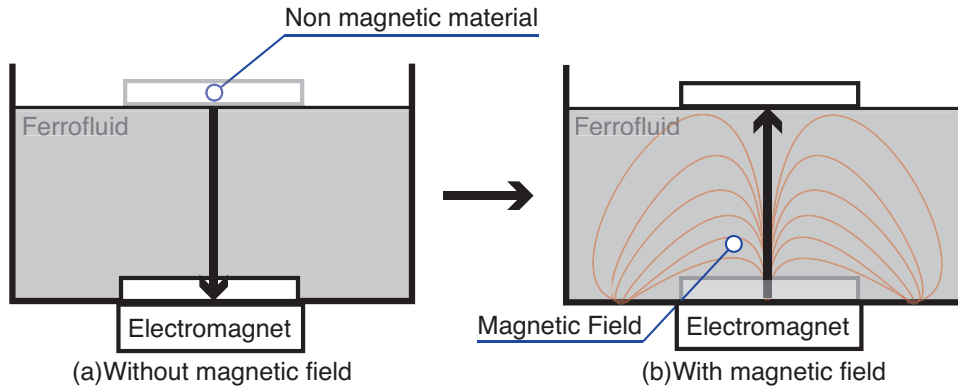 Non magnetic material
Ferrofluid
Ferrofluid
Magnetic Field
Electromagnet
Electromagnet
(a)Without magnetic field
(b)With magnetic field